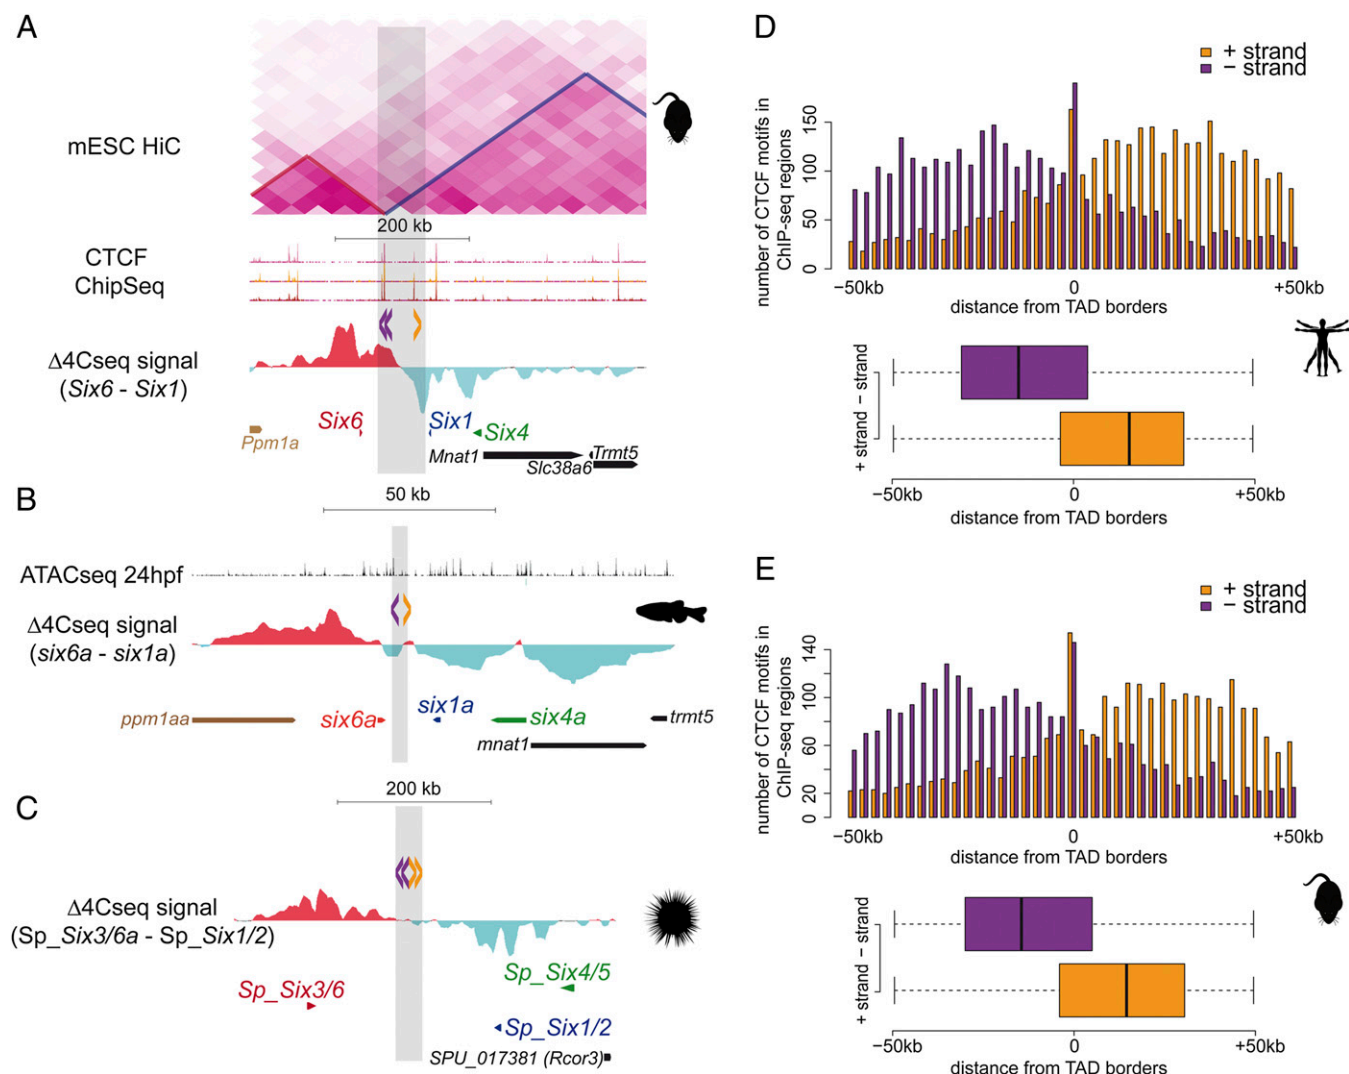 A
mESC HiC
200 kb
CTCF
ChipSeq
Δ4Cseq signal
(Six6 - Six1)
Six6
Six1
Six4
Ppm1a
Mnat1
Slc38a6
Trmt5
B
50 kb
ATACseq 24hpf
Δ4Cseq signal
(six6a - six1a)
ppm1aa
six6a
six1a
six4a
trmt5
mnat1
C
200 kb
Δ4Cseq signal
(Sp_Six3/6a - Sp_Six1/2)
Sp_Six3/6
Sp_Six4/5
Sp_Six1/2
SPU_017381 (Rcor3)
D
+ strand
− strand
number of CTCF motifs in
ChIP-seq regions
0
50
100
150
−50kb
0
+50kb
distance from TAD borders
+ strand − strand
−50kb
0
+50kb
distance from TAD borders
E
+ strand
− strand
number of CTCF motifs in
ChIP-seq regions
0
20
60
100
140
−50kb
0
+50kb
distance from TAD borders
+ strand − strand
−50kb
0
+50kb
distance from TAD borders